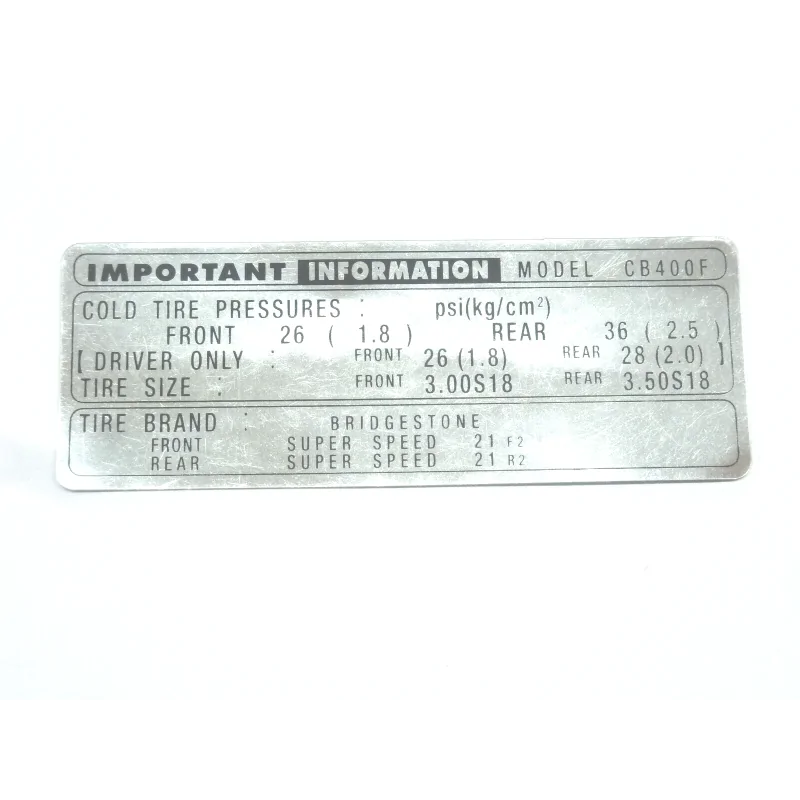 IMPORTANT INFORMATION MODEL CB400F
COLD TIRE PRESSURES : psi(kg/cm²)
FRONT 26 ( 1.8 ) REAR 36 ( 2.5 )
[ DRIVER ONLY : FRONT 26 (1.8) REAR 28 (2.0) ]
TIRE SIZE : FRONT 3.00S18 REAR 3.50S18
TIRE BRAND : BRIDGESTONE
FRONT SUPER SPEED 21 F2
REAR SUPER SPEED 21 R2